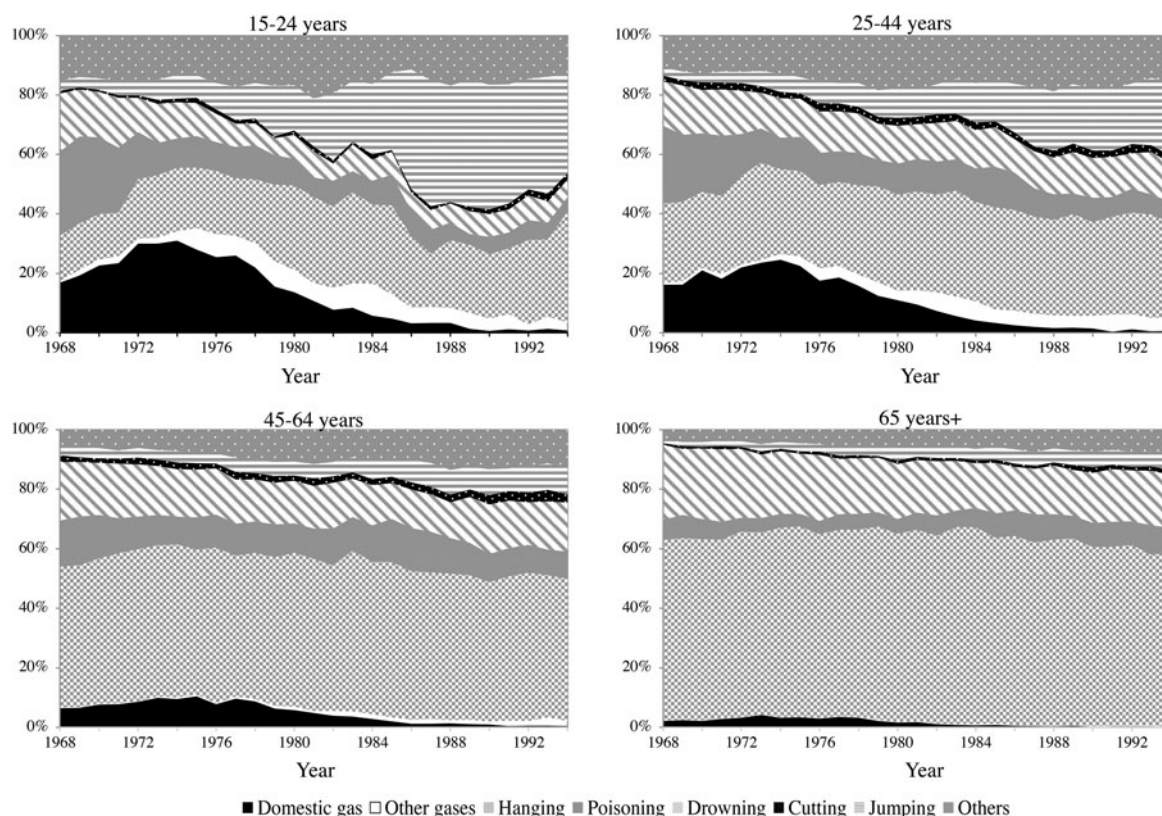 15-24 years
100%
80%
60%
40%
20%
0%
1968 1972 1976 1980 1984 1988 1992
Year
25-44 years
100%
80%
60%
40%
20%
0%
1968 1972 1976 1980 1984 1988 1992
Year
45-64 years
100%
80%
60%
40%
20%
0%
1968 1972 1976 1980 1984 1988 1992
Year
65 years+
100%
80%
60%
40%
20%
0%
1968 1972 1976 1980 1984 1988 1992
Year
Domestic gas Other gases Hanging Poisoning Drowning Cutting Jumping Others